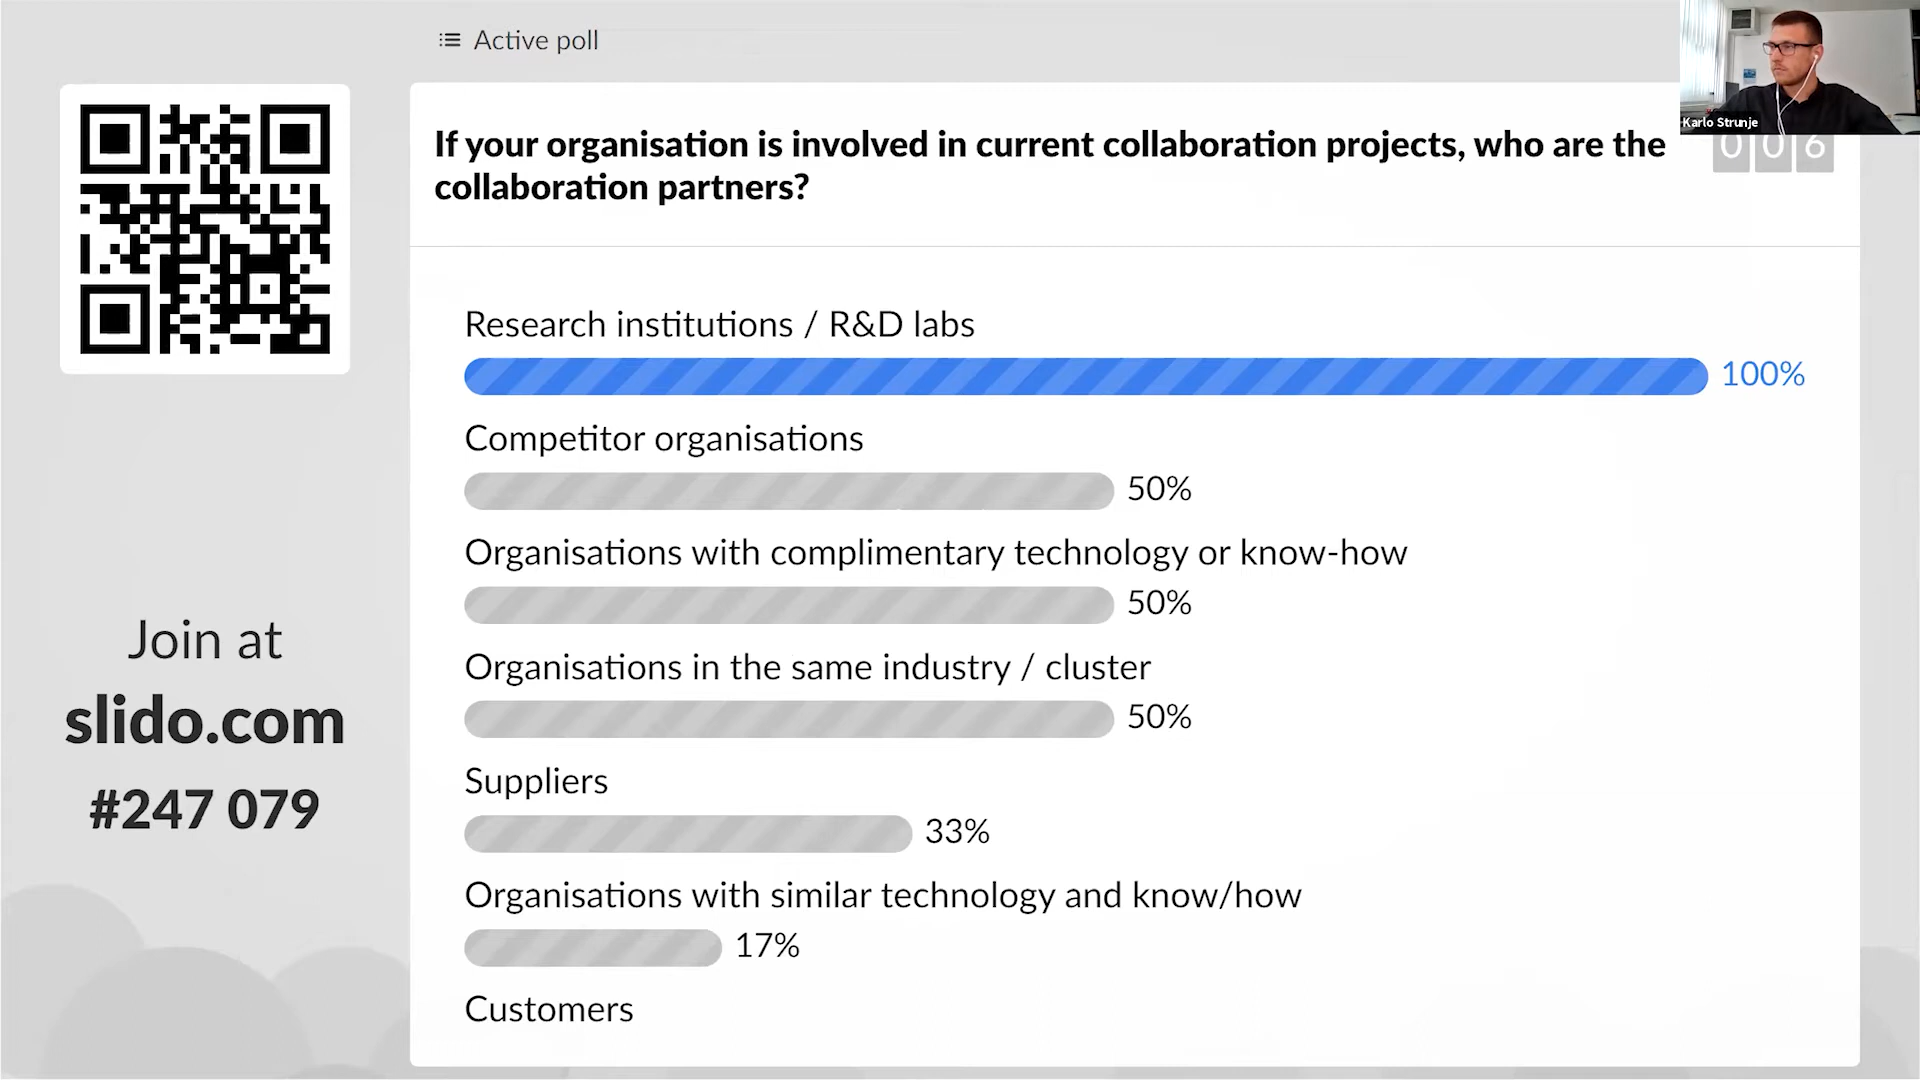 Active poll
Karlo Strunje
If your organisation is involved in current collaboration projects, who are the
collaboration partners?
0 0 6
Research institutions / R&D labs
100%
Competitor organisations
50%
Organisations with complimentary technology or know-how
50%
Organisations in the same industry / cluster
50%
Suppliers
33%
Organisations with similar technology and know/how
17%
Customers
Join at
slido.com
#247 079